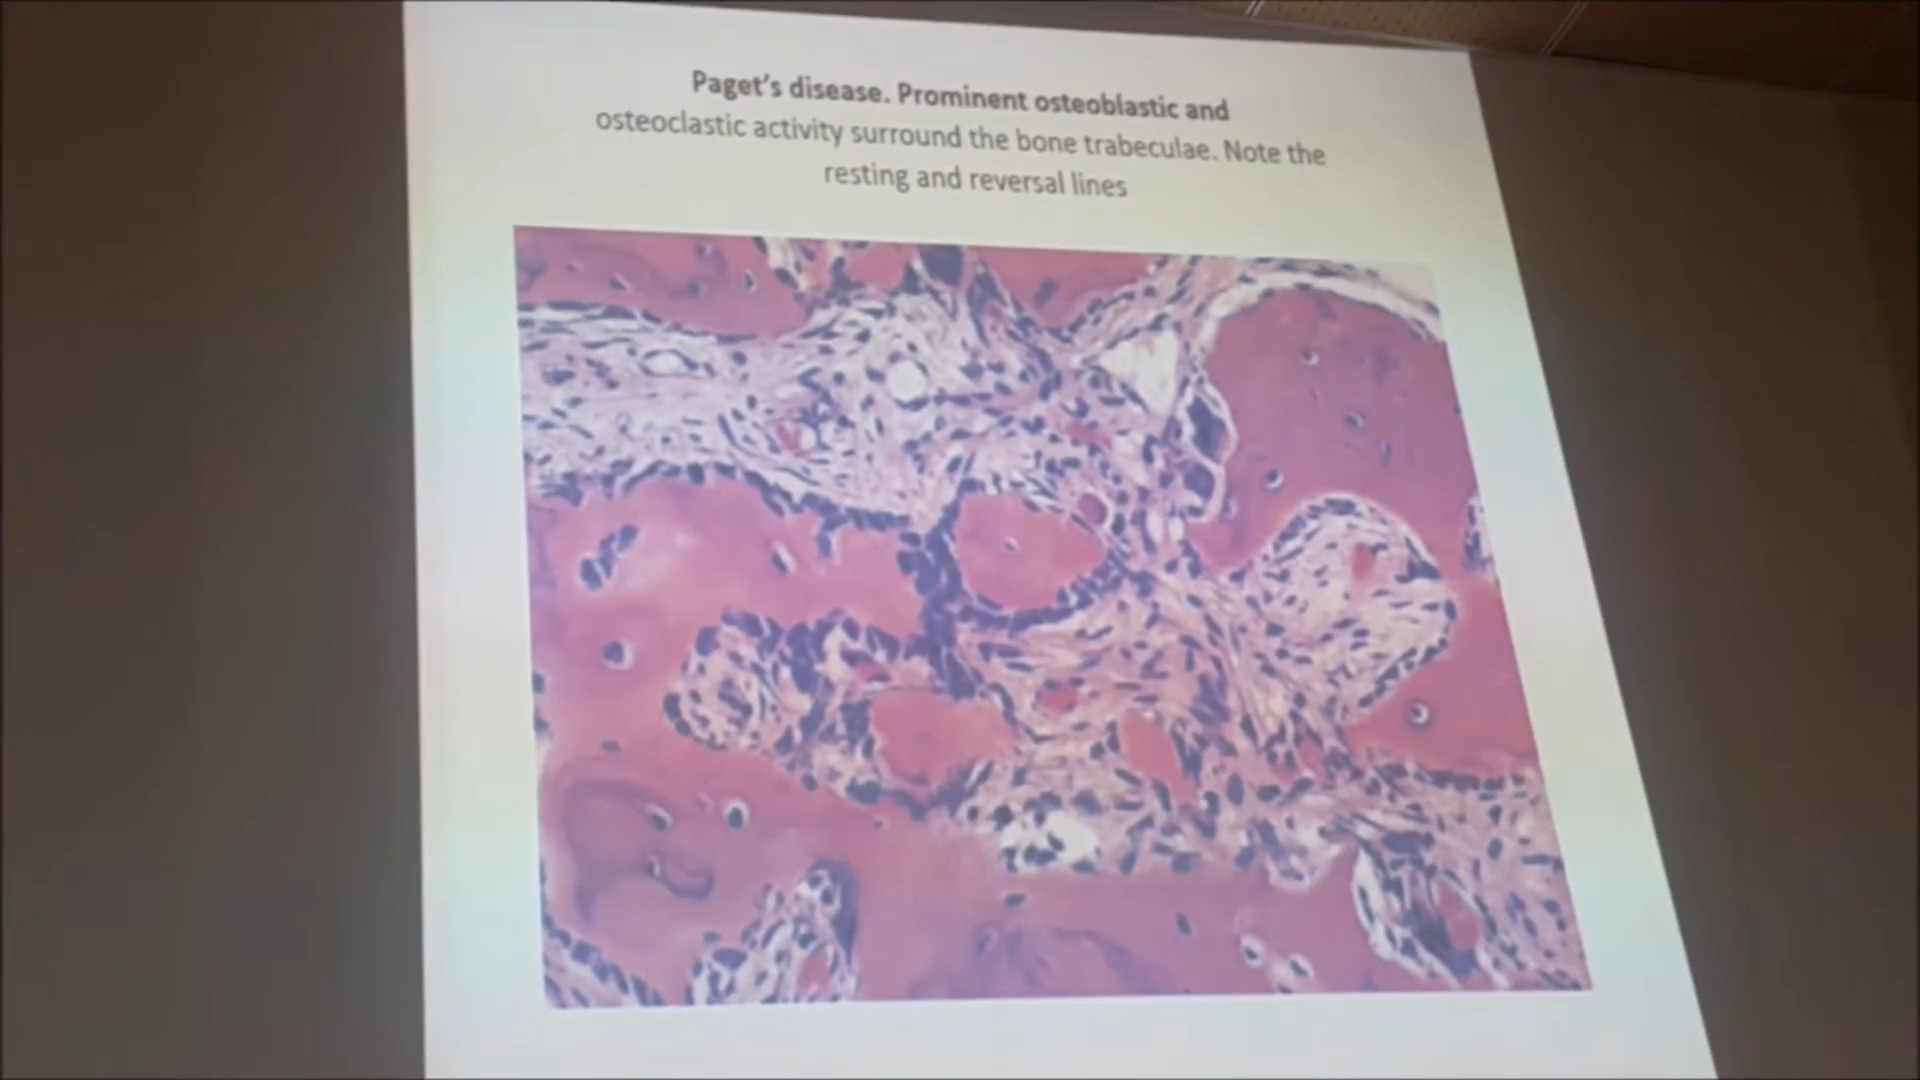 Paget's disease. Prominent osteoblastic and
osteoclastic activity surround the bone trabeculae. Note the
resting and reversal lines